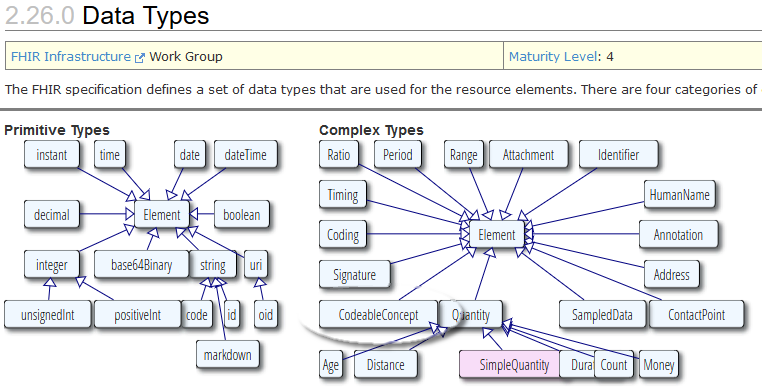 2.26.0 Data Types
FHIR Infrastructure Work Group Maturity Level: 4
The FHIR specification defines a set of data types that are used for the resource elements. There are four categories of
Primitive Types Complex Types
instant time date dateTime Ratio Period Range Attachment Identifier
Timing HumanName
decimal Element boolean Coding Element Annotation
integer base64Binary string uri Signature Address
unsignedInt positiveInt code id oid CodeableConcept Quantity SampledData ContactPoint
markdown Age Distance SimpleQuantity Dura Count Money